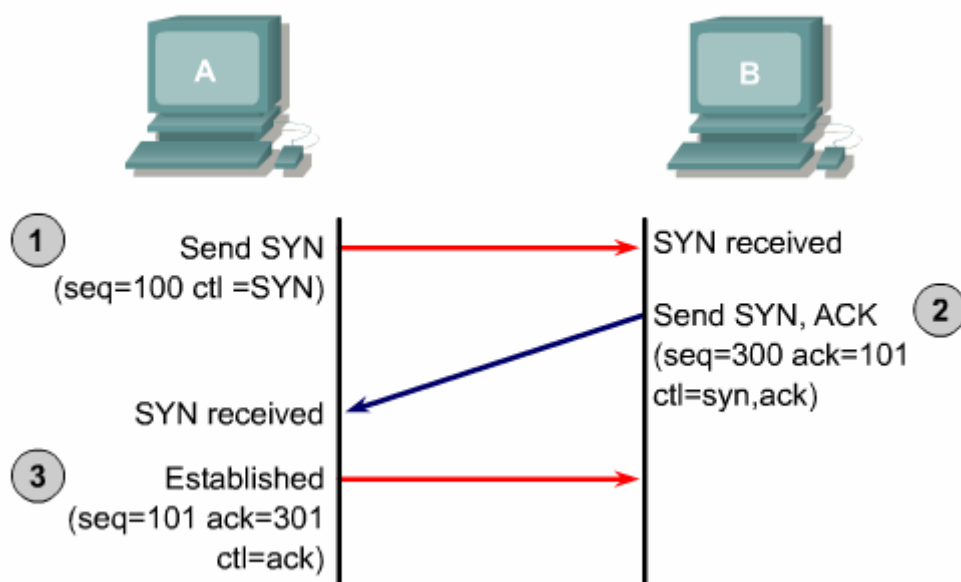 A
B
1
Send SYN
(seq=100 ctl =SYN)
SYN received
Send SYN, ACK
2
(seq=300 ack=101
ctl=syn,ack)
SYN received
3
Established
(seq=101 ack=301
ctl=ack)